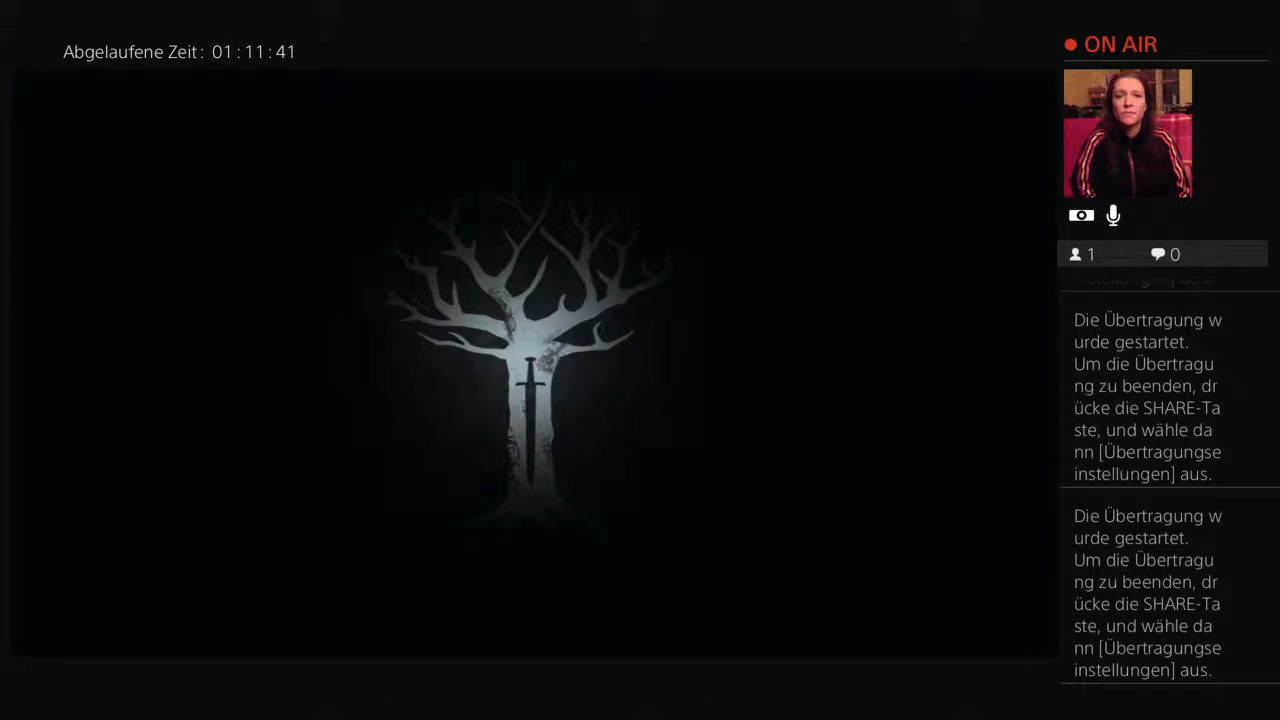 Abgelaufene Zeit: 01:11:41
ON AIR
1
0
Die Übertragung w
urde gestartet.
Um die Übertragu
ng zu beenden, dr
ücke die SHARE-Ta
ste, und wähle da
nn [Übertragungse
instellungen] aus.
Die Übertragung w
urde gestartet.
Um die Übertragu
ng zu beenden, dr
ücke die SHARE-Ta
ste, und wähle da
nn [Übertragungse
instellungen] aus.